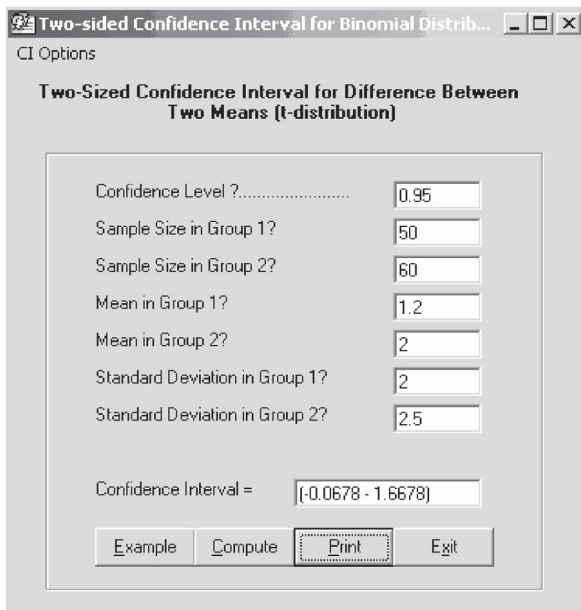 Two-sided Confidence Interval for Binomial Distrib...
CI Options
Two-Sized Confidence Interval for Difference Between
Two Means (t-distribution)
Confidence Level ?........................ 0.95
Sample Size in Group 1? 50
Sample Size in Group 2? 60
Mean in Group 1? 1.2
Mean in Group 2? 2
Standard Deviation in Group 1? 2
Standard Deviation in Group 2? 2.5
Confidence Interval = (-0.0678 - 1.6678)
Example Compute Print Exit